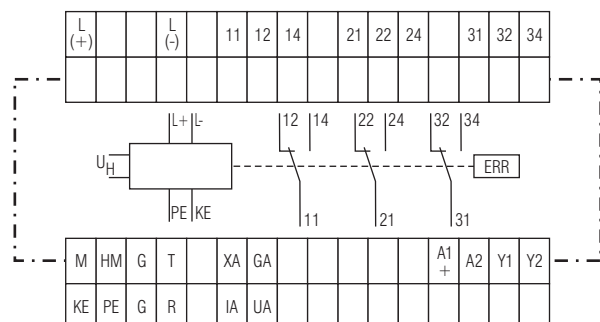 L L
(+) (-) 11 12 14 21 22 24 31 32 34
L+ L- 12 14 22 24 32 34
UH ERR
PE KE 11 21 31
M HM G T XA GA A1 + A2 Y1 Y2
KE PE G R IA UA